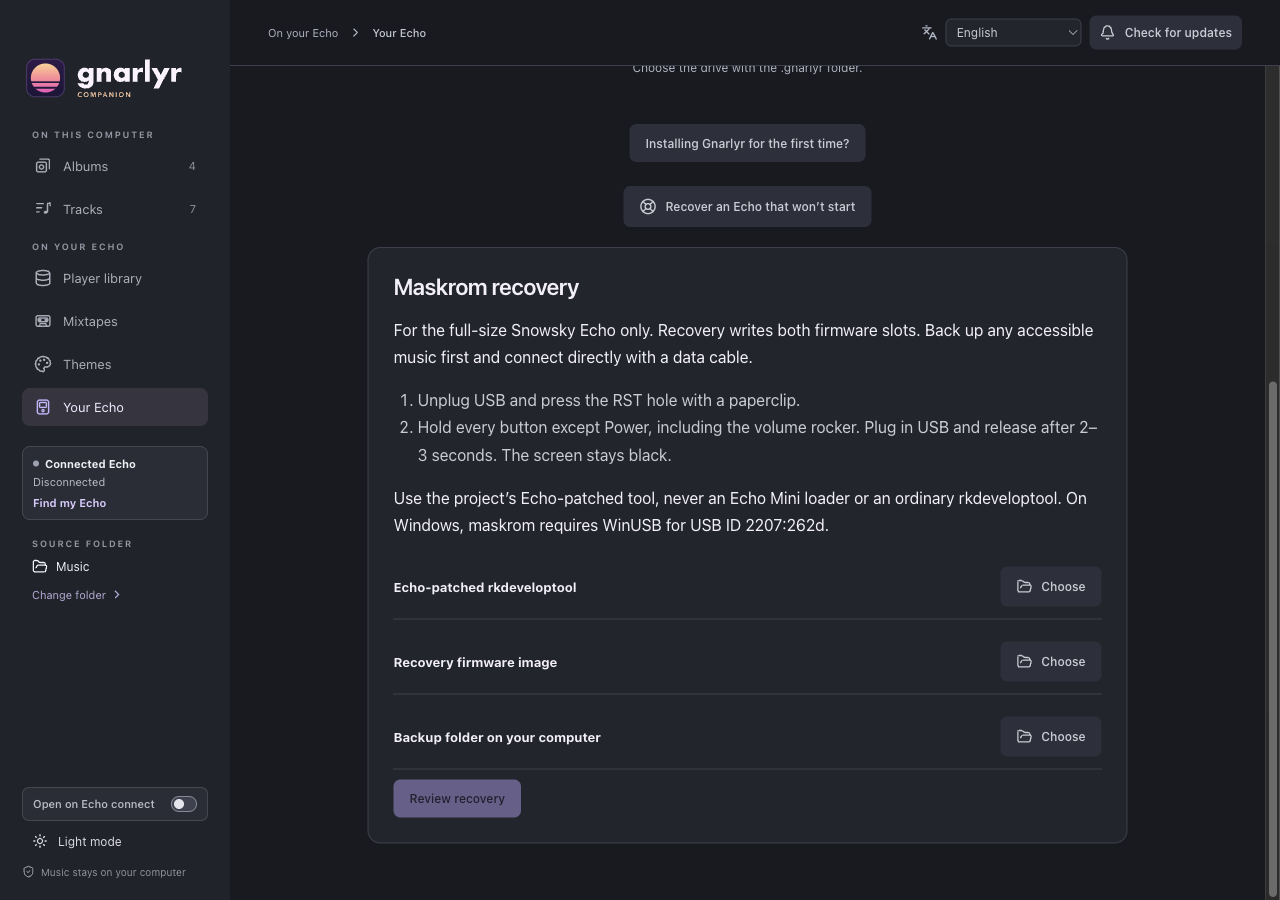 On your Echo > Your Echo
English
Check for updates
gnarlyr
COMPANION
ON THIS COMPUTER
Albums 4
Tracks 7
ON YOUR ECHO
Player library
Mixtapes
Themes
Your Echo
Connected Echo
Disconnected
Find my Echo
SOURCE FOLDER
Music
Change folder >
Open on Echo connect
Light mode
Music stays on your computer
Choose the drive with the .gnarlyr folder.
Installing Gnarlyr for the first time?
Recover an Echo that won’t start
Maskrom recovery
For the full-size Snowsky Echo only. Recovery writes both firmware slots. Back up any accessible
music first and connect directly with a data cable.
1. Unplug USB and press the RST hole with a paperclip.
2. Hold every button except Power, including the volume rocker. Plug in USB and release after 2–
3 seconds. The screen stays black.
Use the project’s Echo-patched tool, never an Echo Mini loader or an ordinary rkdeveloptool. On
Windows, maskrom requires WinUSB for USB ID 2207:262d.
Echo-patched rkdeveloptool Choose
Recovery firmware image Choose
Backup folder on your computer Choose
Review recovery